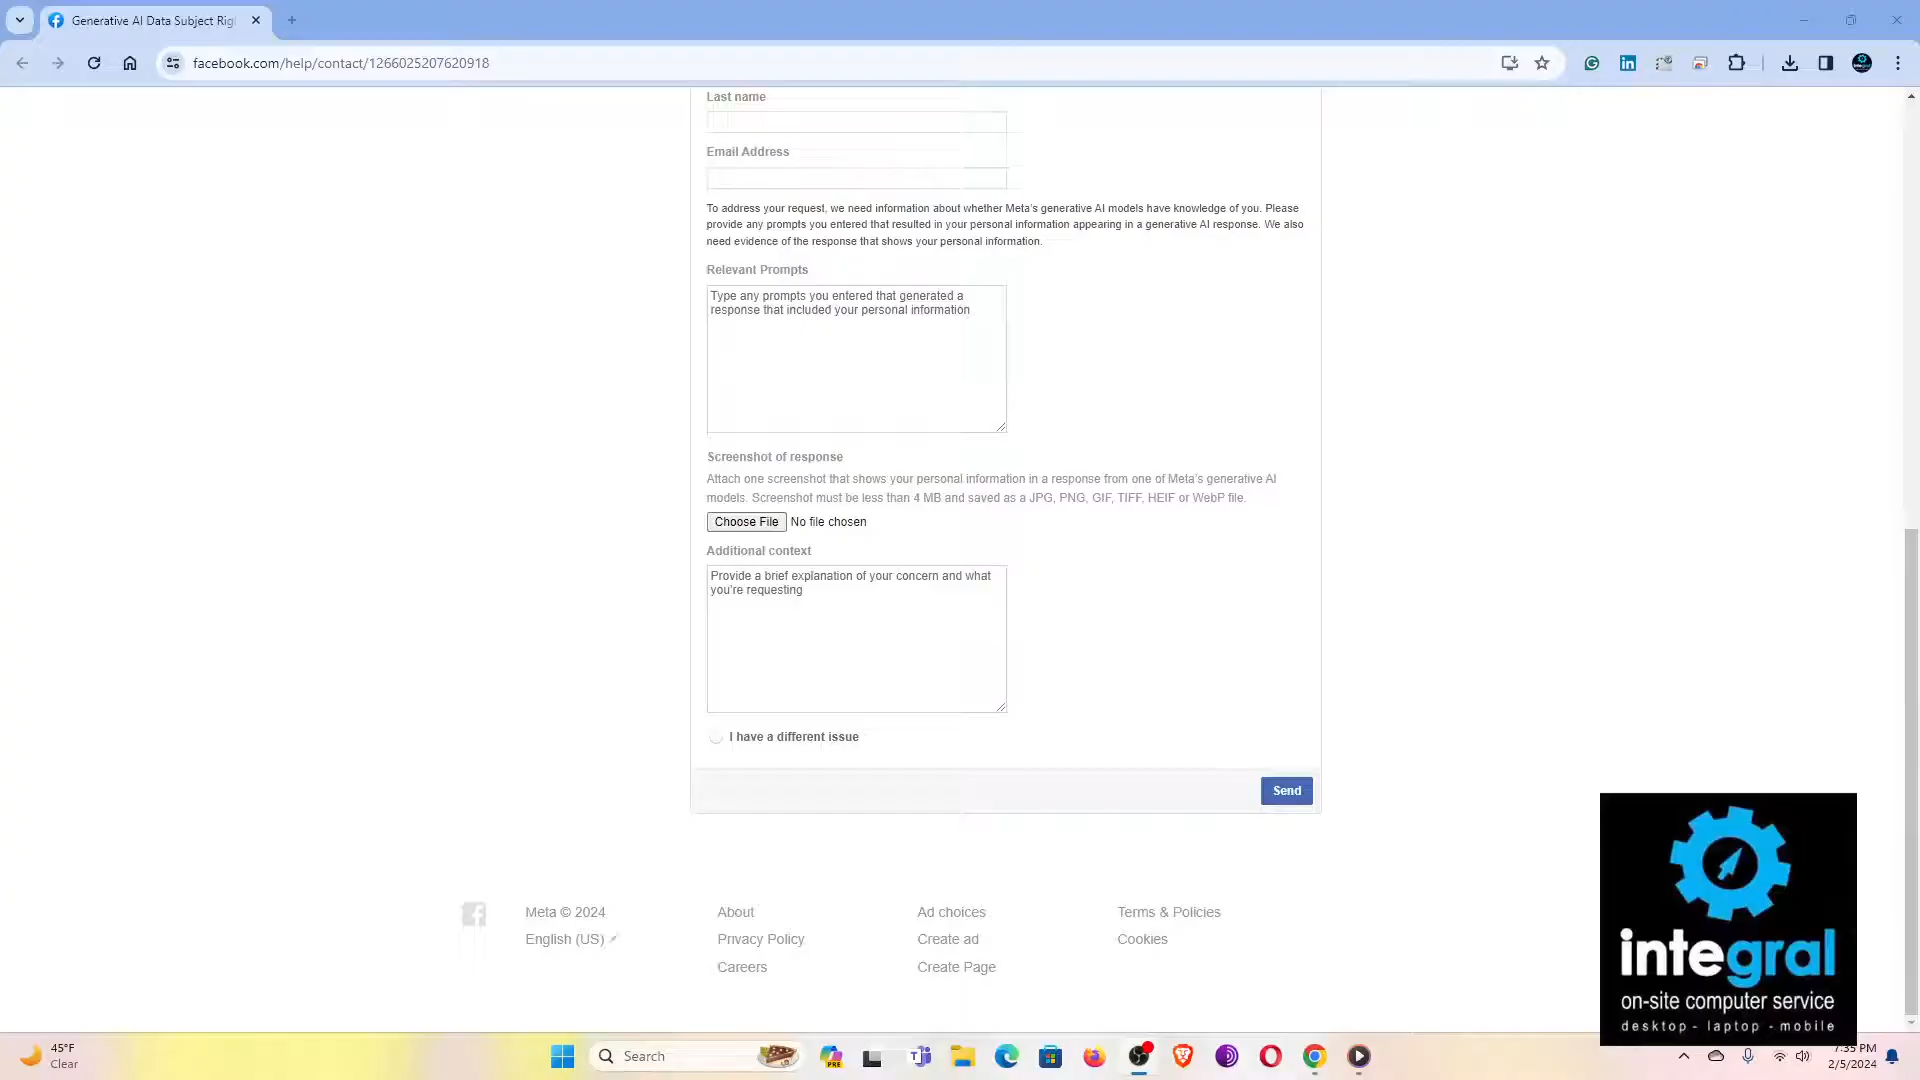 Generative AI Data Subject Rig
facebook.com/help/contact/1266025207620918
Last name
Email Address
To address your request, we need information about whether Meta's generative AI models have knowledge of you. Please
provide any prompts you entered that resulted in your personal information appearing in a generative AI response. We also
need evidence of the response that shows your personal information.
Relevant Prompts
Type any prompts you entered that generated a
response that included your personal information
Screenshot of response
Attach one screenshot that shows your personal information in a response from one of Meta's generative AI
models. Screenshot must be less than 4 MB and saved as a JPG, PNG, GIF, TIFF, HEIF or WebP file.
Choose File No file chosen
Additional context
Provide a brief explanation of your concern and what
you're requesting
I have a different issue
Send
Meta © 2024 About Ad choices Terms & Policies
English (US) Privacy Policy Create ad Cookies
Careers Create Page
integral
on-site computer service
desktop - laptop - mobile
45°F
Clear
Search
PRE
7:35 PM
2/5/2024